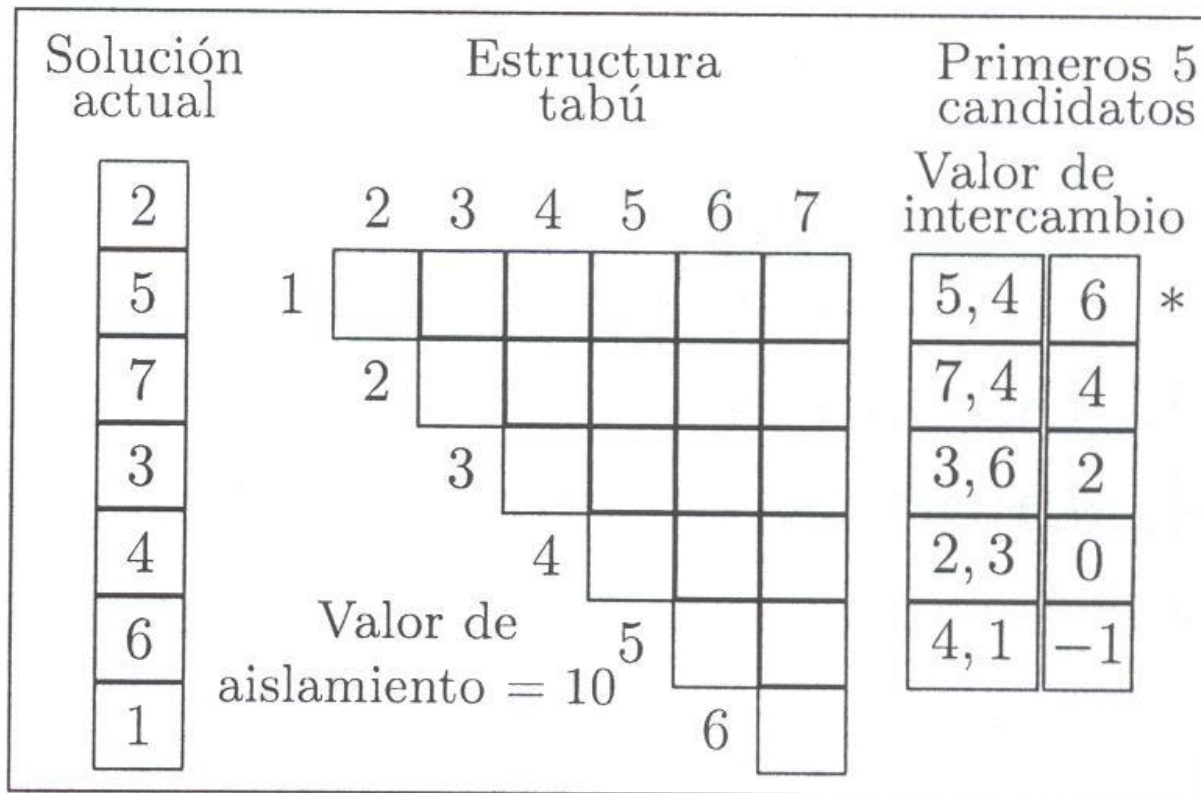 Solución
actual
2
5
7
3
4
6
1
Estructura
tabú
2 3 4 5 6 7
1
2
3
4
5
6
Valor de
aislamiento = 10
Primeros 5
candidatos
Valor de
intercambio
5, 4 6 *
7, 4 4
3, 6 2
2, 3 0
4, 1 −1